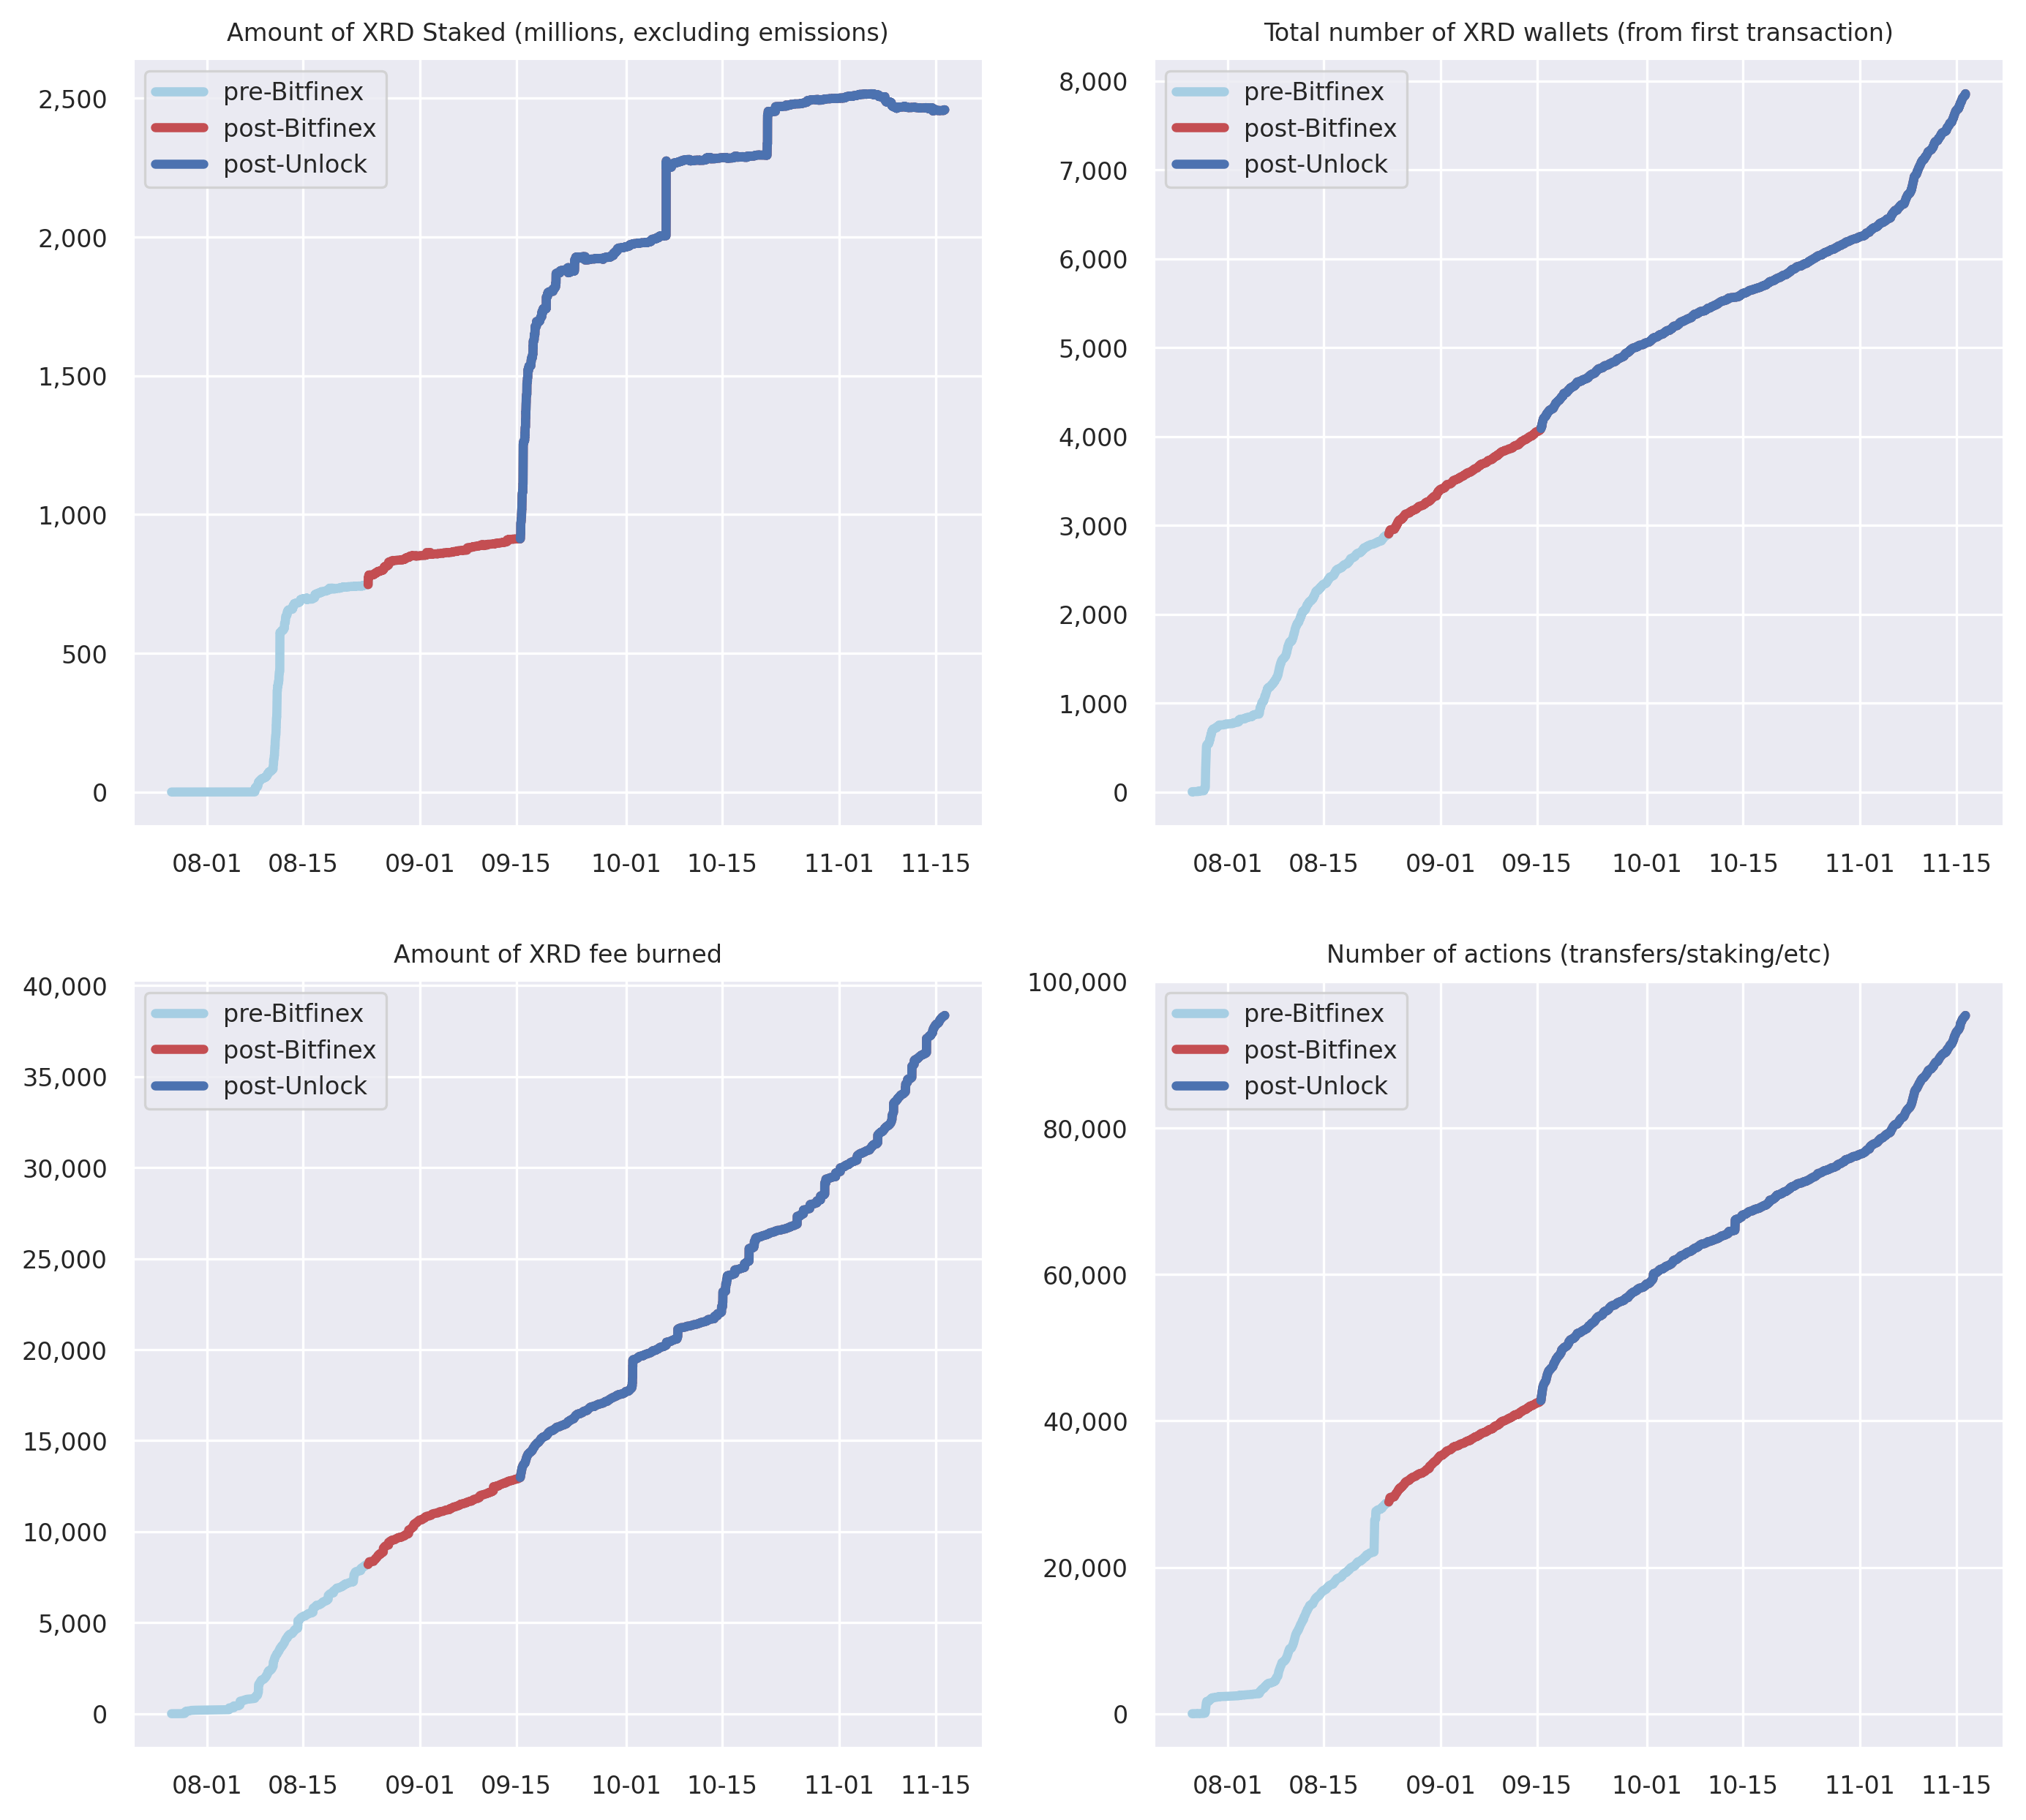 Amount of XRD Staked (millions, excluding emissions)
pre-Bitfinex
post-Bitfinex
post-Unlock
2,500
2,000
1,500
1,000
500
0
08-01 08-15 09-01 09-15 10-01 10-15 11-01 11-15
Total number of XRD wallets (from first transaction)
pre-Bitfinex
post-Bitfinex
post-Unlock
8,000
7,000
6,000
5,000
4,000
3,000
2,000
1,000
0
08-01 08-15 09-01 09-15 10-01 10-15 11-01 11-15
Amount of XRD fee burned
pre-Bitfinex
post-Bitfinex
post-Unlock
40,000
35,000
30,000
25,000
20,000
15,000
10,000
5,000
0
08-01 08-15 09-01 09-15 10-01 10-15 11-01 11-15
Number of actions (transfers/staking/etc)
pre-Bitfinex
post-Bitfinex
post-Unlock
100,000
80,000
60,000
40,000
20,000
0
08-01 08-15 09-01 09-15 10-01 10-15 11-01 11-15